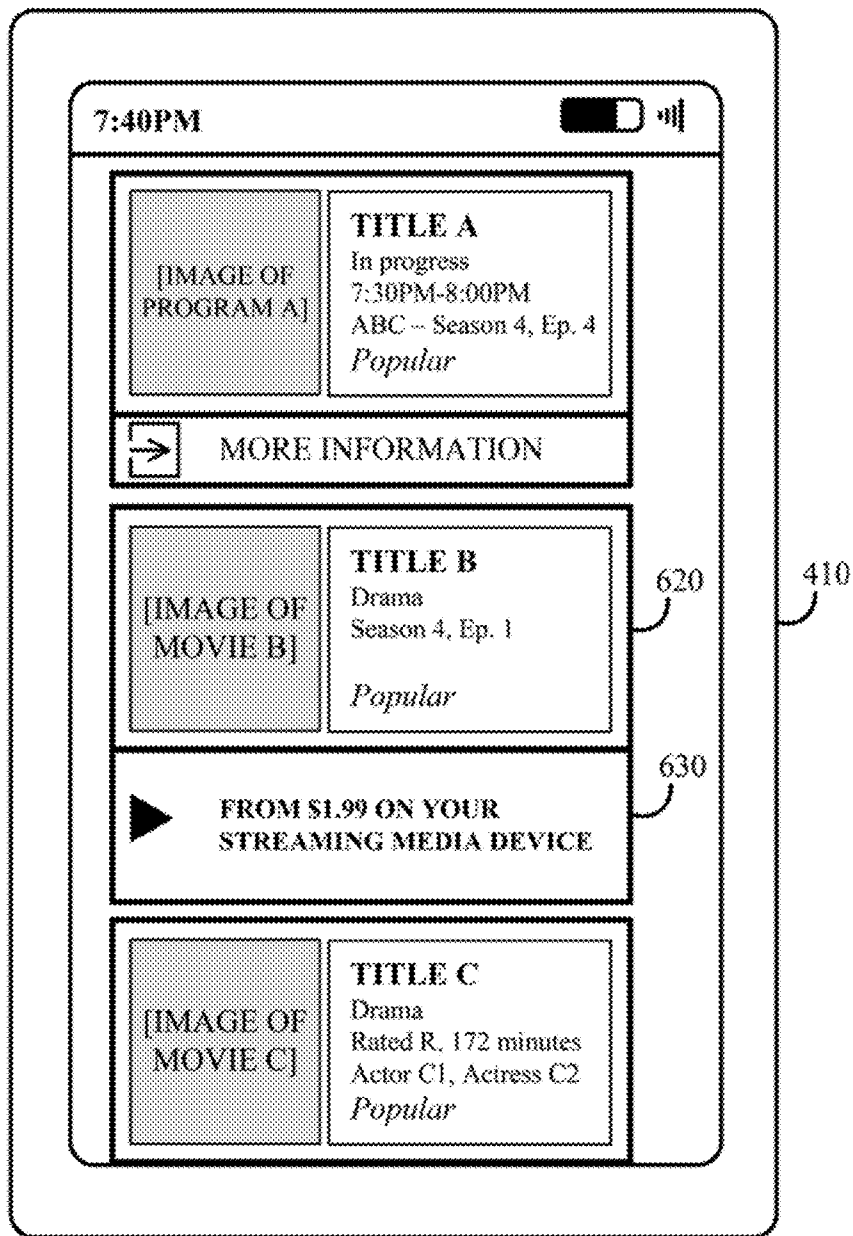 7:40PM
[IMAGE OF
PROGRAM A]
TITLE A
In progress
7:30PM-8:00PM
ABC – Season 4, Ep. 4
Popular
MORE INFORMATION
[IMAGE OF
MOVIE B]
TITLE B
Drama
Season 4, Ep. 1
Popular
620
410
FROM $1.99 ON YOUR
STREAMING MEDIA DEVICE
630
[IMAGE OF
MOVIE C]
TITLE C
Drama
Rated R, 172 minutes
Actor C1, Actress C2
Popular